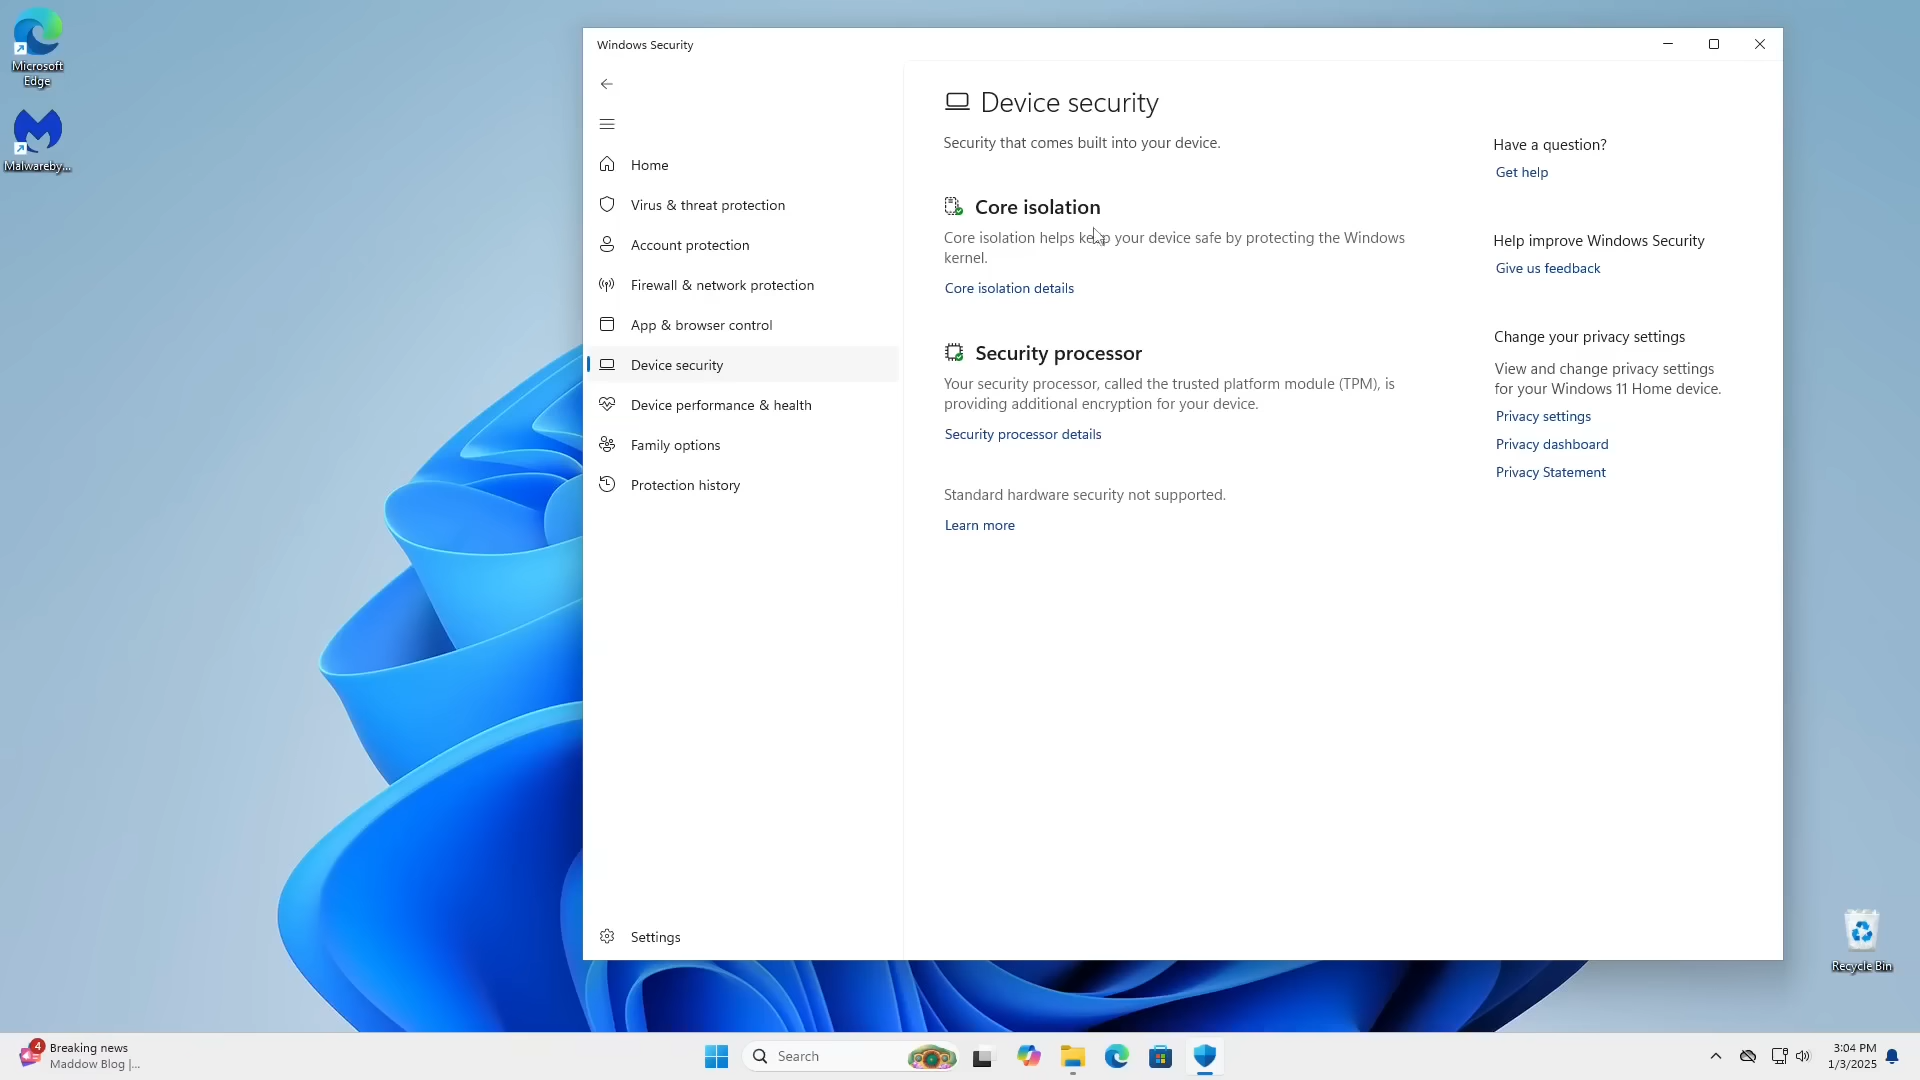 Microsoft
Edge
Malwareby...
Windows Security
Home
Virus & threat protection
Account protection
Firewall & network protection
App & browser control
Device security
Device performance & health
Family options
Protection history
Settings
Device security
Security that comes built into your device.
Core isolation
Core isolation helps keep your device safe by protecting the Windows
kernel.
Core isolation details
Security processor
Your security processor, called the trusted platform module (TPM), is
providing additional encryption for your device.
Security processor details
Standard hardware security not supported.
Learn more
Have a question?
Get help
Help improve Windows Security
Give us feedback
Change your privacy settings
View and change privacy settings
for your Windows 11 Home device.
Privacy settings
Privacy dashboard
Privacy Statement
Recycle Bin
4
Breaking news
Maddow Blog |...
Search
3:04 PM
1/3/2025